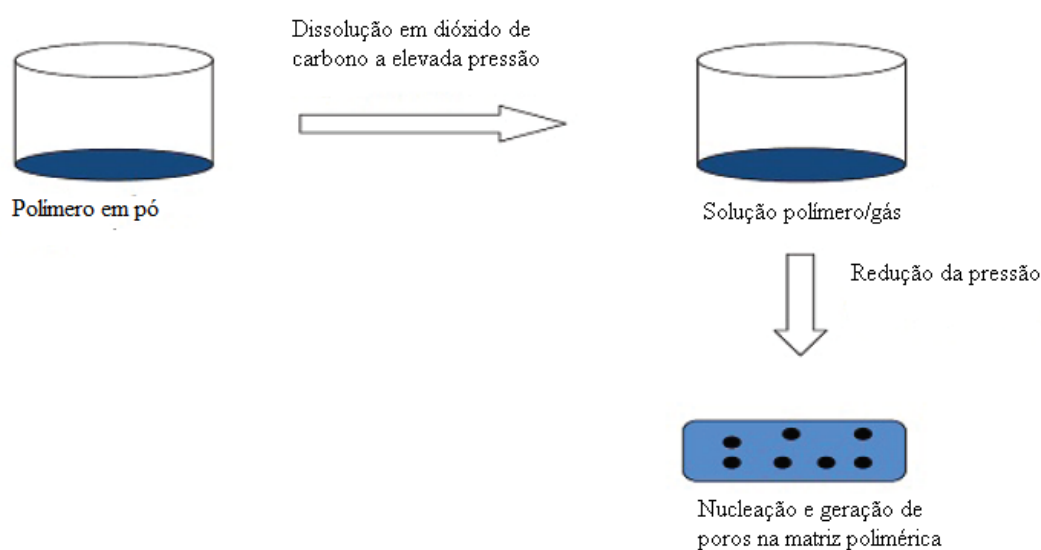 Dissolução em dióxido de
carbono a elevada pressão
Polímero em pó
Solução polímero/gás
Redução da pressão
Nucleação e geração de
poros na matriz polimérica